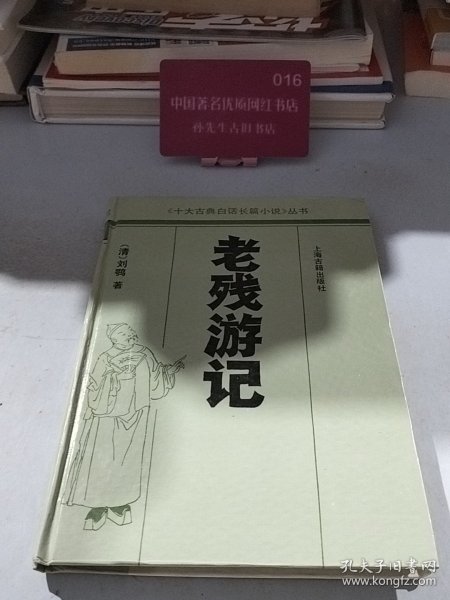 016
中国著名优质网红书店
孙先生古旧书店
《十大古典白话长篇小说》丛书
(清)刘鹗 著
老残游记
上海古籍出版社
孔夫子旧书网
www.kongfz.com